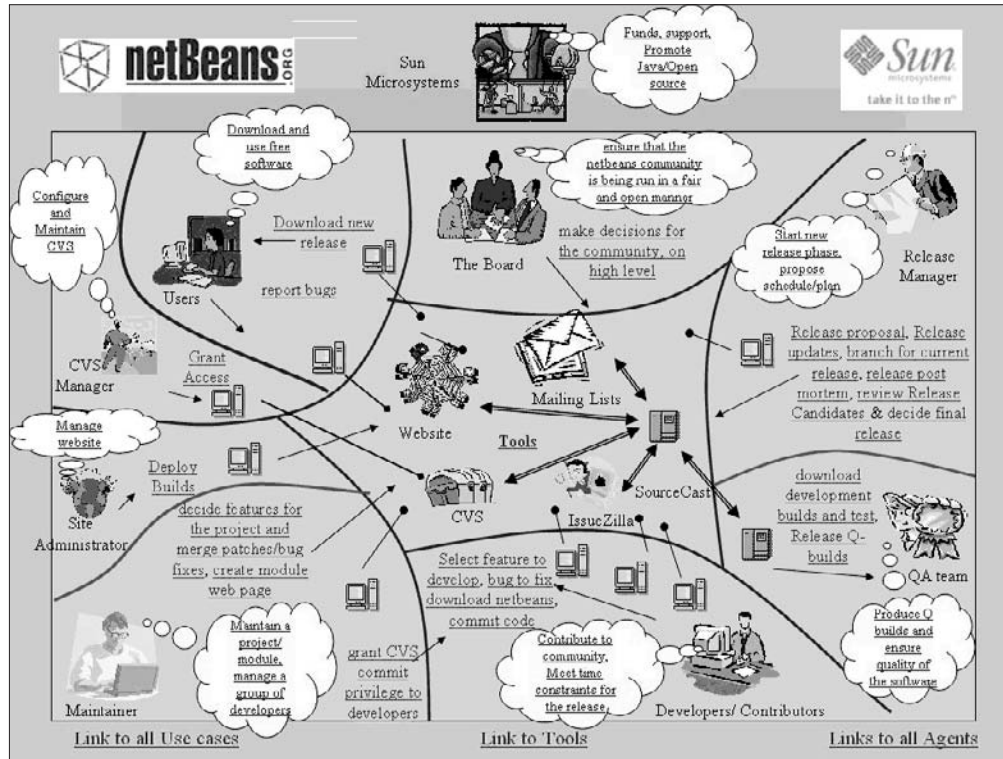 netBeans.ORG
Sun
Microsystems
Funds, support,
Promote
Java/Open
source
Sun
microsystems
take it to the nth
Download and
use free
software
ensure that the
netbeans community
is being run in a fair
and open mannor
Configure
and
Maintain
CVS
Download new
release
make decisions for
the community, on
high level
The Board
Start new
release phase,
propose
schedule/plan
Release
Manager
Users
report bugs
CVS
Manager
Grant
Access
Website
Mailing Lists
Release proposal, Release
updates, branch for current
release, release post
mortem, review Release
Candidates & decide final
release
Manage
website
Tools
Deploy
Builds
SourceCast
Site
Administrator
decide features for
the project and
merge patches/bug
fixes, create module
web page
CVS
IssueZilla
download
development
builds and test,
Release Q-
builds
QA team
Select feature to
develop, bug to fix
download netbeans,
commit code
Maintain a
project/
module,
manage a
group of
developers
grant CVS
commit
privilege to
developers
Contribute to
community,
Meet time
constraints for
the release,
Produce Q
builds and
ensure
quality of
the software
Maintainer
Developers/ Contributors
Link to all Use cases
Link to Tools
Links to all Agents